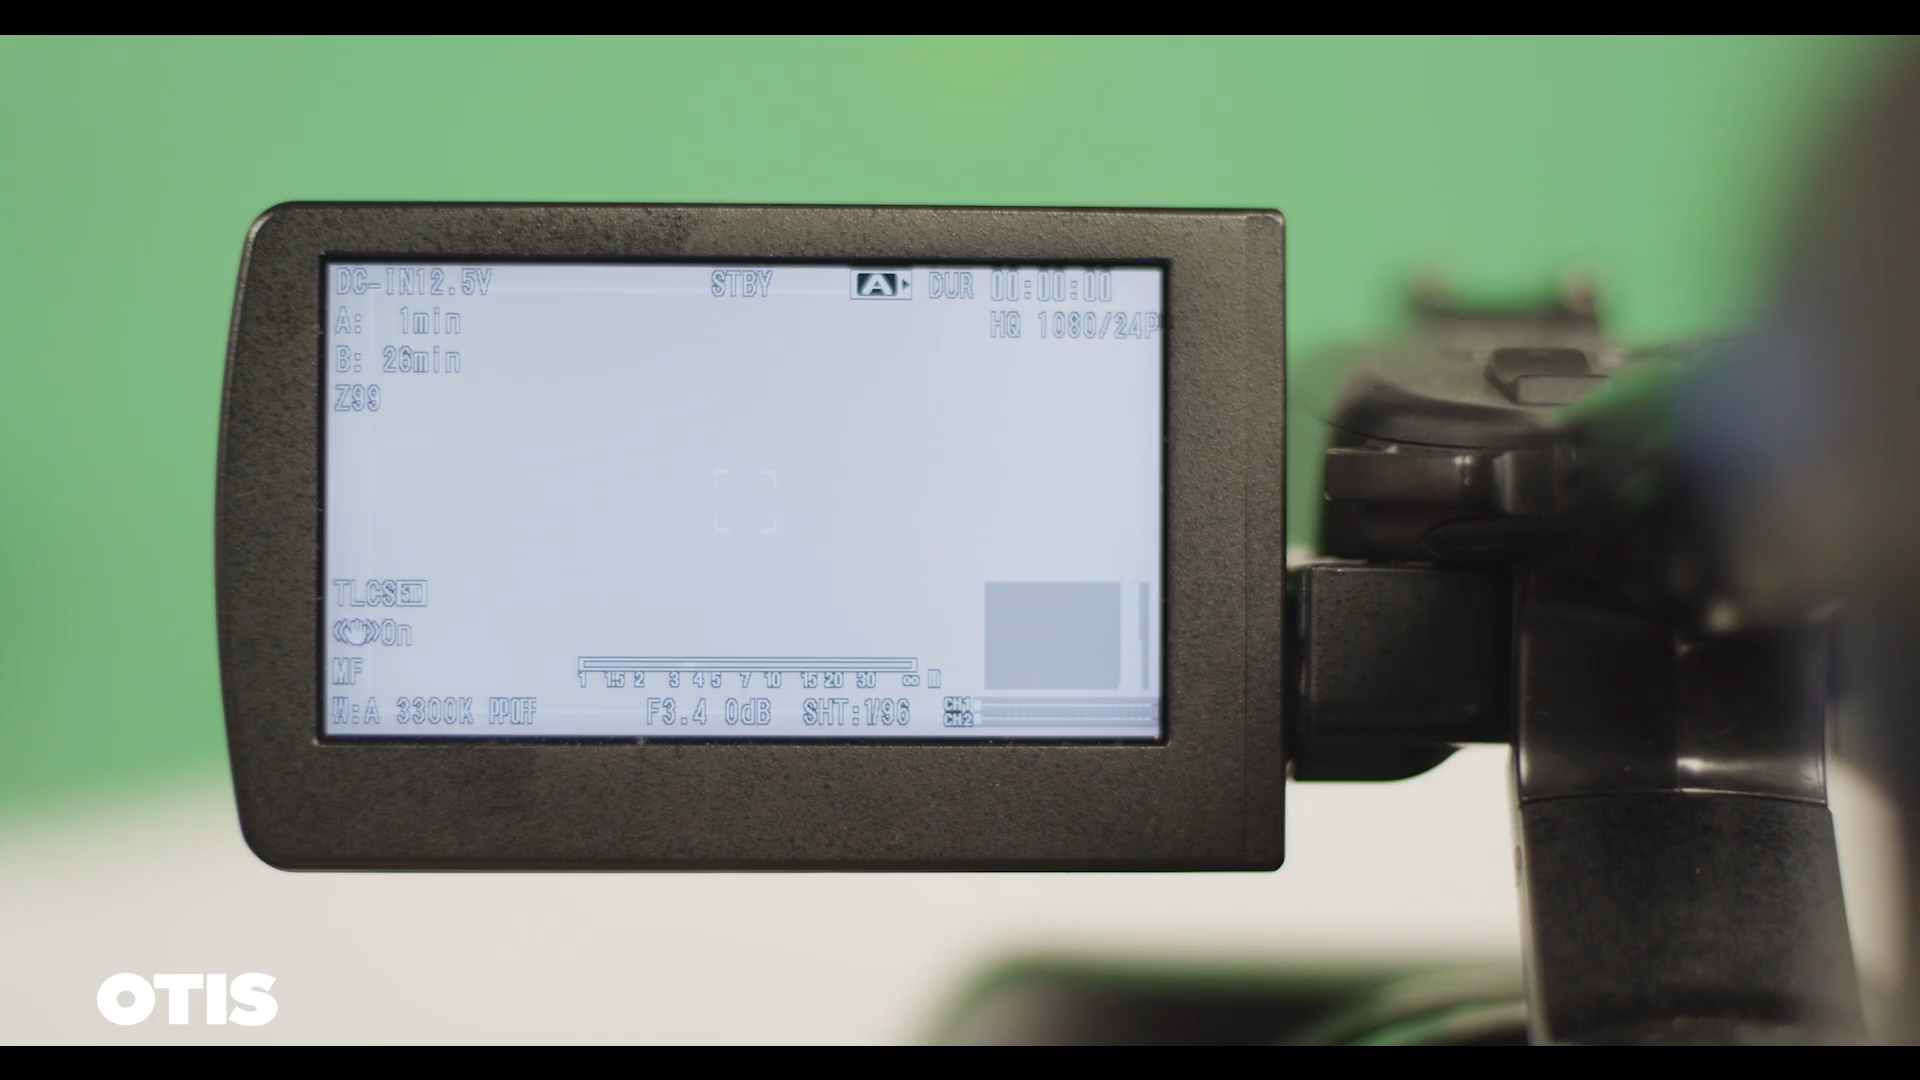 DC-IN12.5V STBY A DUR 00:00:00
A: 1min HQ 1080/24P
B: 26min
Z99
TLCS
On
MF
1 1.5 2 3 4 5 7 10 15 20 30 ∞ m
W:A 3300K PPOFF F3.4 0dB SHT:1/96 CH1
CH2
OTIS